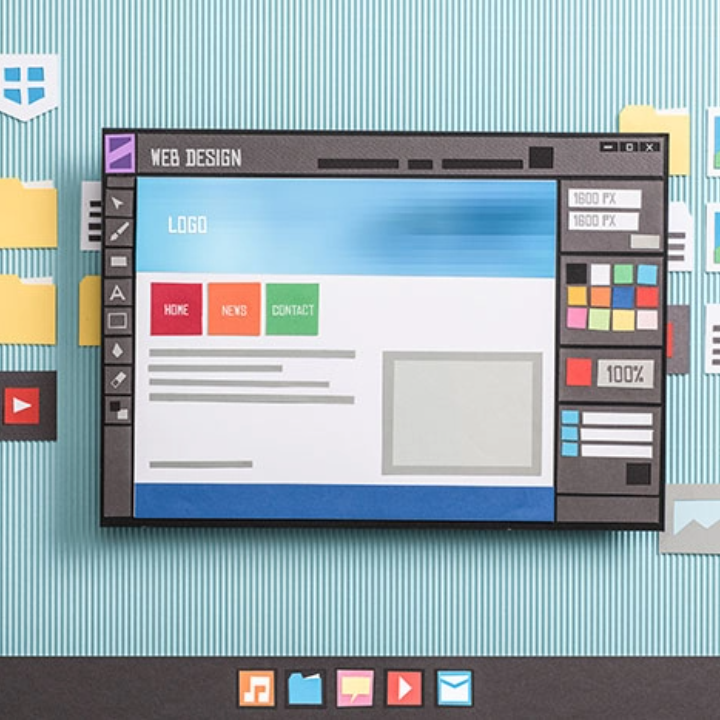 WEB DESIGN
1600 PX
1600 PX
LOGO
HOME NEWS CONTACT
A
100%